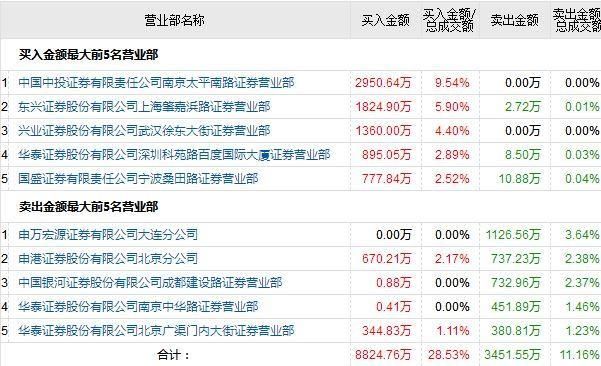 营业部名称 买入金额 买入金额/总成交额 卖出金额 卖出金额/总成交额
买入金额最大前5名营业部
1 中国中投证券有限责任公司南京太平南路证券营业部 2950.64万 9.54% 0.00万 0.00%
2 东兴证券股份有限公司上海肇嘉浜路证券营业部 1824.90万 5.90% 2.72万 0.01%
3 兴业证券股份有限公司武汉徐东大街证券营业部 1360.00万 4.40% 0.00万 0.00%
4 华泰证券股份有限公司深圳科苑路百度国际大厦证券营业部 895.05万 2.89% 8.50万 0.03%
5 国盛证券有限责任公司宁波桑田路证券营业部 777.84万 2.52% 10.88万 0.04%
卖出金额最大前5名营业部
1 申万宏源证券有限公司大连分公司 0.00万 0.00% 1126.56万 3.64%
2 申港证券股份有限公司北京分公司 670.21万 2.17% 737.23万 2.38%
3 中国银河证券股份有限公司成都建设路证券营业部 0.88万 0.00% 732.96万 2.37%
4 华泰证券股份有限公司南京中华路证券营业部 0.41万 0.00% 451.89万 1.46%
5 华泰证券股份有限公司北京广渠门内大街证券营业部 344.83万 1.11% 380.81万 1.23%
合计： 8824.76万 28.53% 3451.55万 11.16%